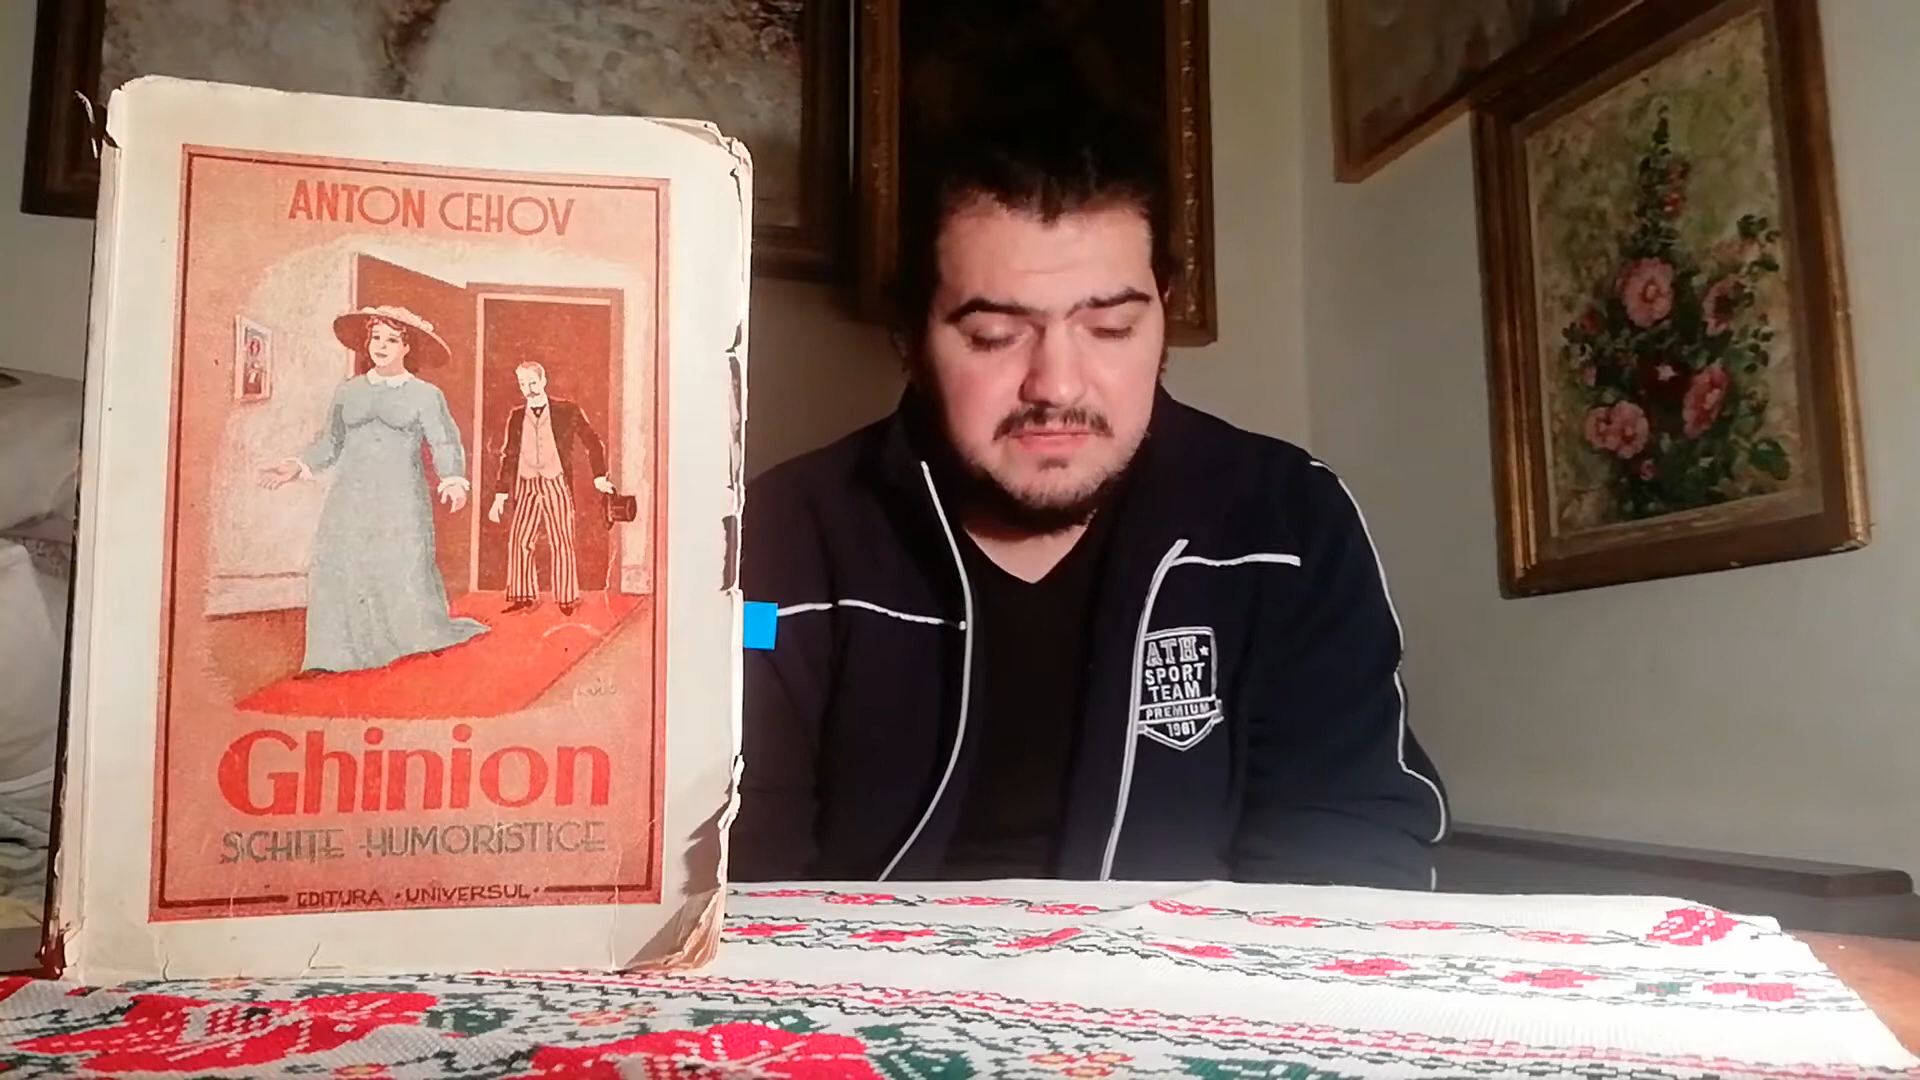 ANTON CEHOV
Ghinion
SCHIȚE HUMORISTICE
EDITURA · UNIVERSUL ·
ATH
SPORT
TEAM
PREMIUM
1981